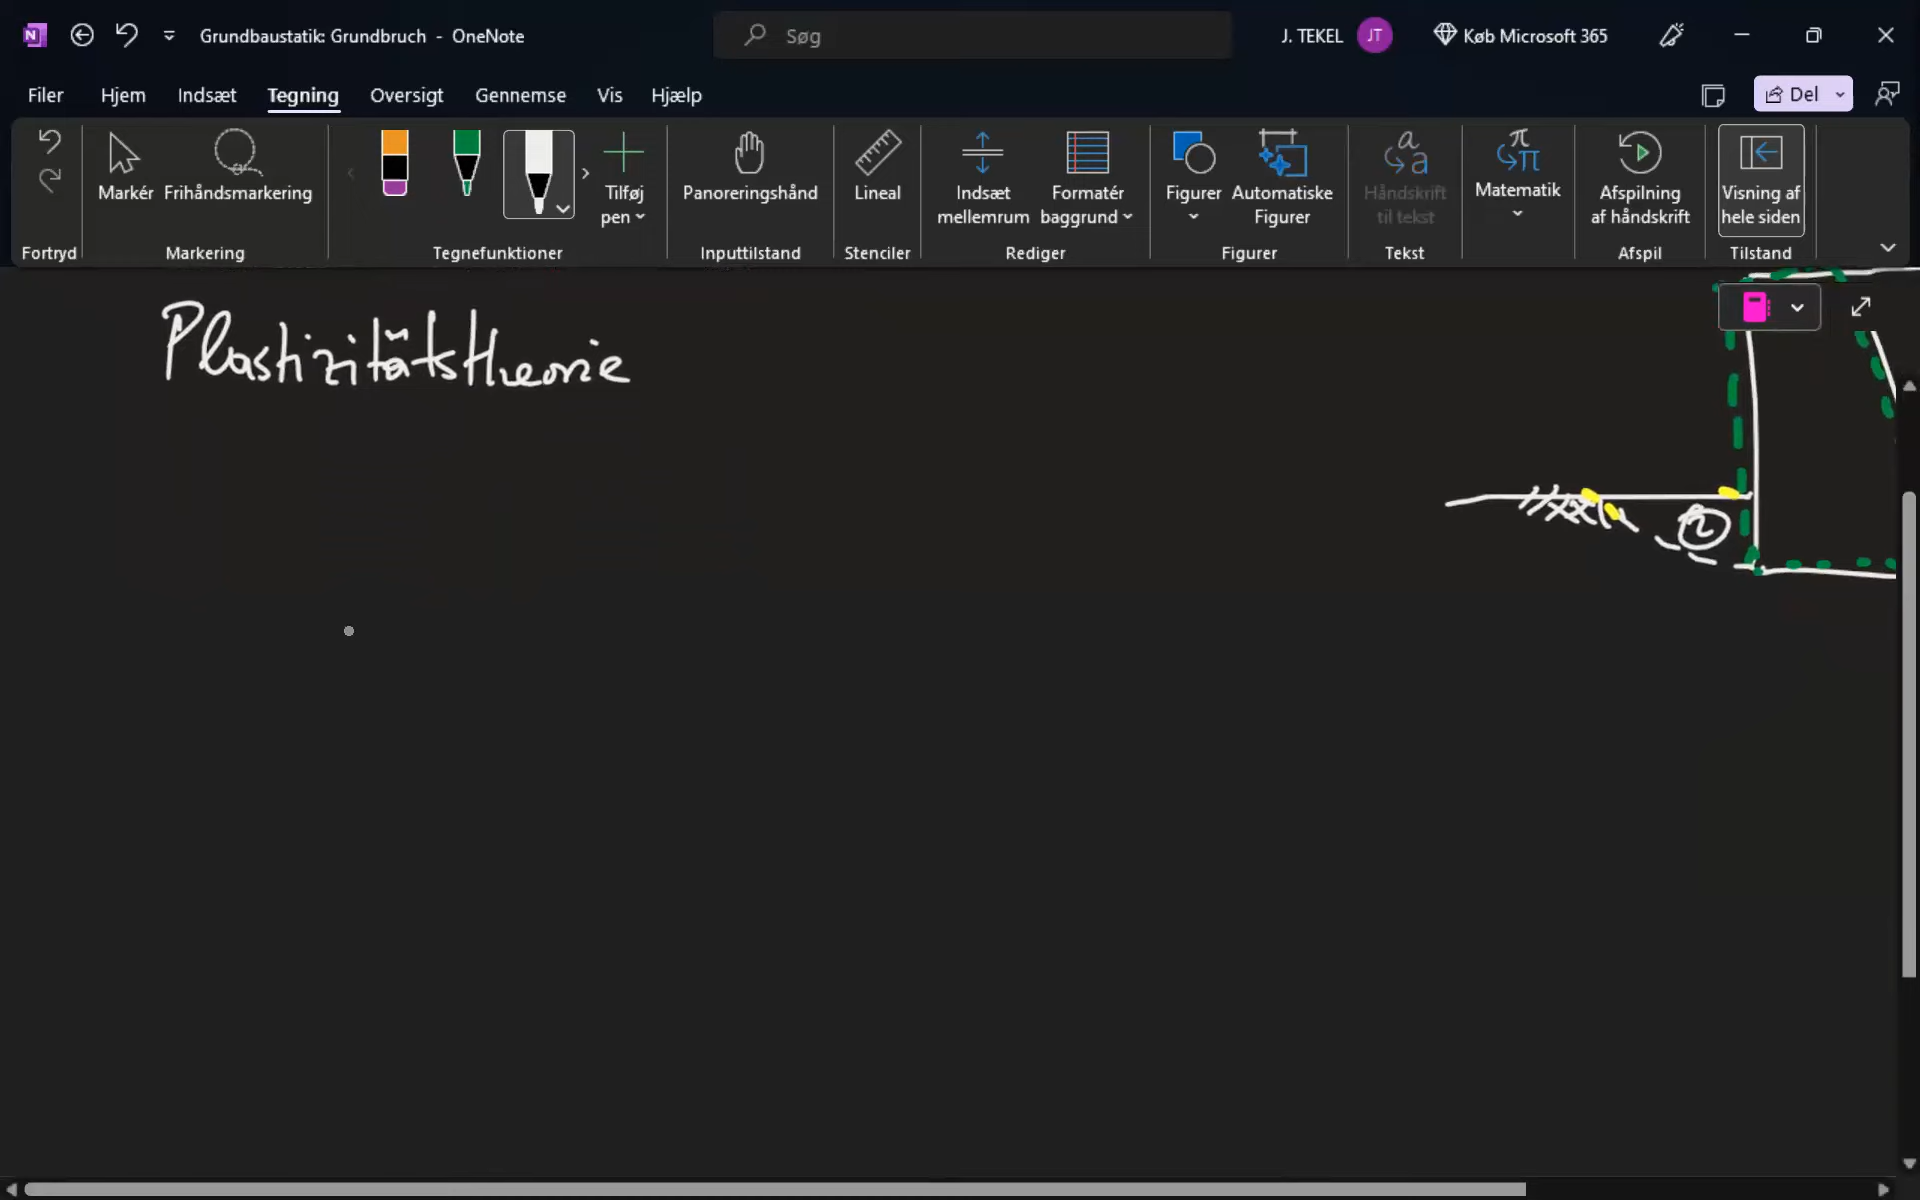 Grundbaustatik: Grundbruch - OneNote
Søg
J. TEKEL
JT
Køb Microsoft 365
Filer
Hjem
Indsæt
Tegning
Oversigt
Gennemse
Vis
Hjælp
Del
Markér
Frihåndsmarkering
Tilføj
pen
Panoreringshånd
Lineal
Indsæt
mellemrum
Formatér
baggrund
Figurer
Automatiske
Figurer
Håndskrift
til tekst
Matematik
Afspilning
af håndskrift
Visning af
hele siden
Fortryd
Markering
Tegnefunktioner
Inputtilstand
Stenciler
Rediger
Figurer
Tekst
Afspil
Tilstand
Plastizitätstheorie
2